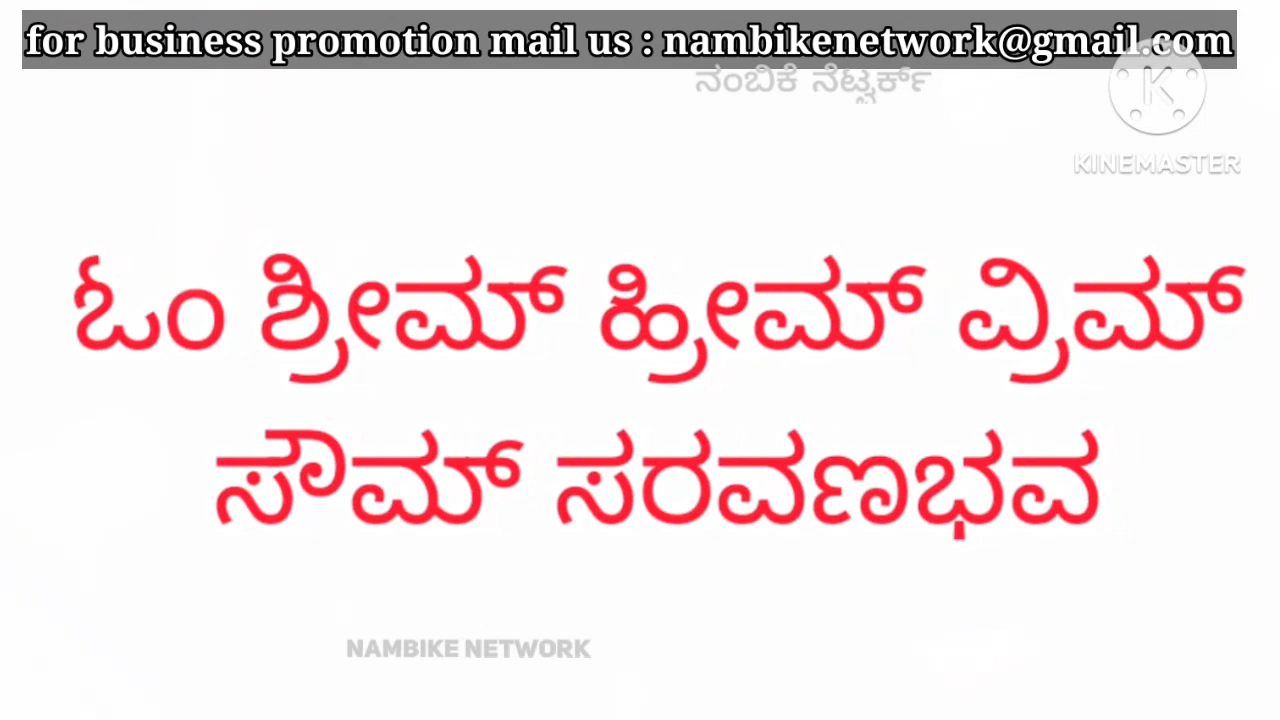 for business promotion mail us : nambikenetwork@gmail.com
ನಂಬಿಕೆ ನೆಟ್ವರ್ಕ್
KINEMASTER
ಓಂ ಶ್ರೀಮ್ ಹ್ರೀಮ್ ವ್ರಿಮ್
ಸೌಮ್ ಸರವಣಭವ
NAMBIKE NETWORK